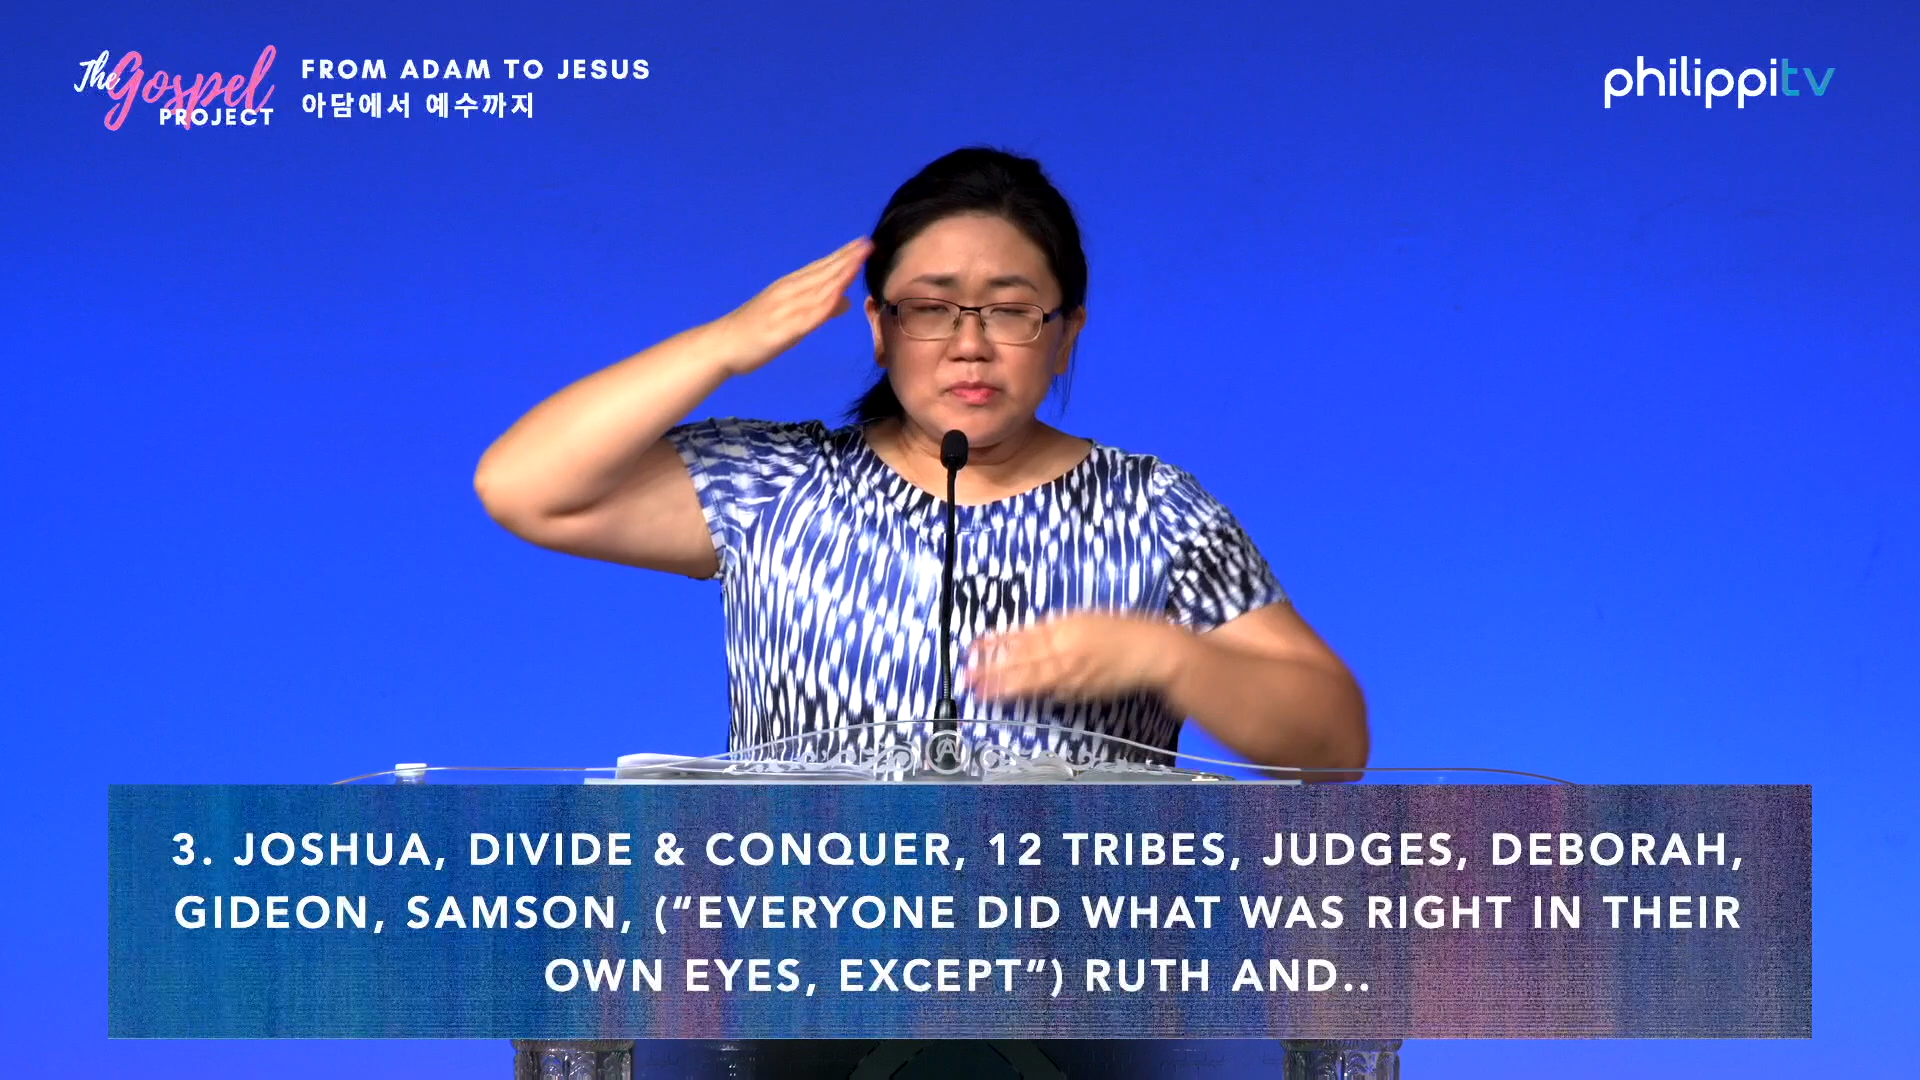 The Gospel PROJECT
FROM ADAM TO JESUS
아담에서 예수까지
philippitv
3. JOSHUA, DIVIDE & CONQUER, 12 TRIBES, JUDGES, DEBORAH,
GIDEON, SAMSON, (“EVERYONE DID WHAT WAS RIGHT IN THEIR
OWN EYES, EXCEPT”) RUTH AND..